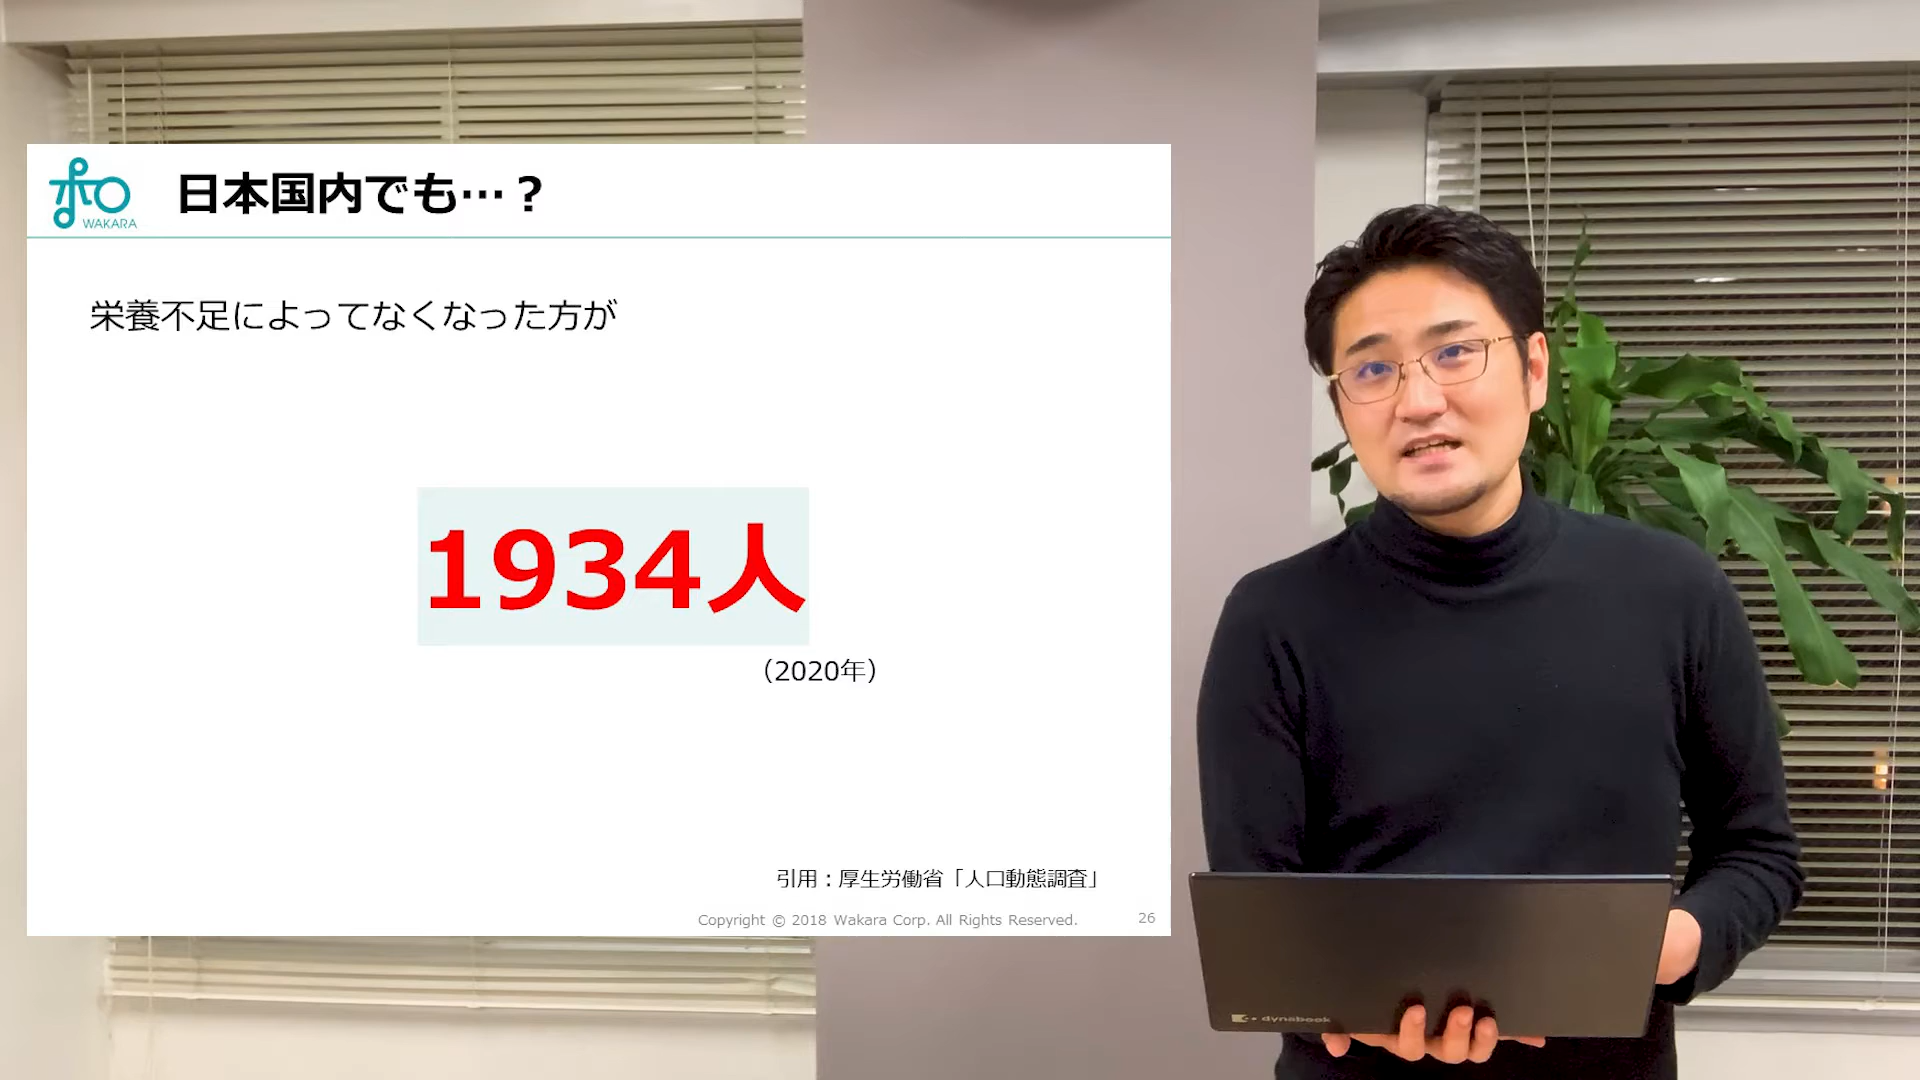 WAKARA
日本国内でも…？
栄養不足によってなくなった方が
1934人
（2020年）
引用：厚生労働省「人口動態調査」
Copyright © 2018 Wakara Corp. All Rights Reserved.
26
dynabook